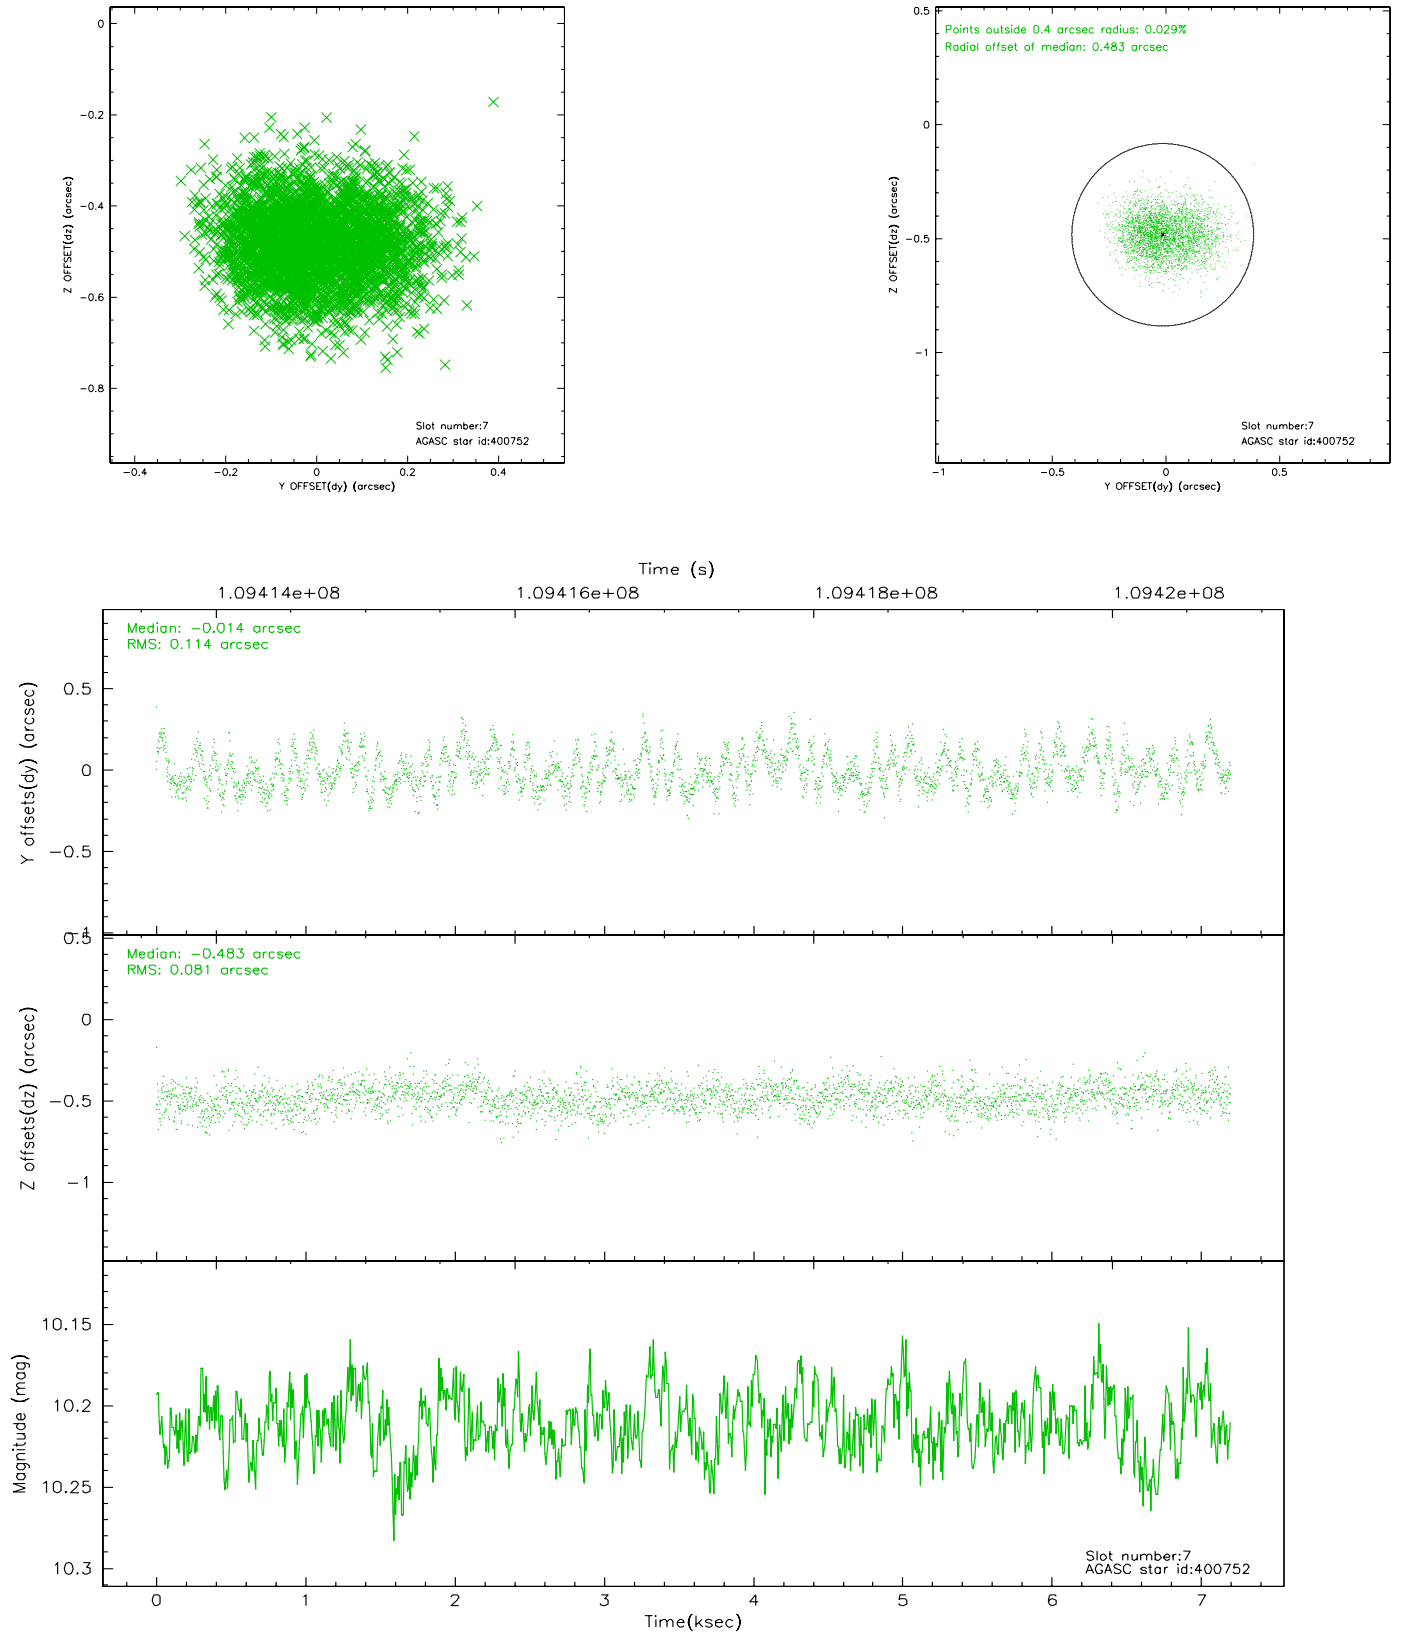 0
-0.2
-0.4
-0.6
-0.8
Z OFFSET(dz) (arcsec)
Slot number:7
AGASC star id:400752
-0.4 -0.2 0 0.2 0.4
Y OFFSET(dy) (arcsec)
Points outside 0.4 arcsec radius: 0.029%
Radial offset of median: 0.483 arcsec
0.5
0
-0.5
-1
Z OFFSET(dz) (arcsec)
Slot number:7
AGASC star id:400752
-1 -0.5 0 0.5
Y OFFSET(dy) (arcsec)
Time (s)
1.09414e+08 1.09416e+08 1.09418e+08 1.0942e+08
Median: -0.014 arcsec
RMS: 0.114 arcsec
0.5
0
-0.5
-1
Y offsets(dy) (arcsec)
Median: -0.483 arcsec
RMS: 0.081 arcsec
0.5
0
-0.5
-1
Z offsets(dz) (arcsec)
10.15
10.2
10.25
10.3
Magnitude (mag)
Slot number:7
AGASC star id:400752
0 1 2 3 4 5 6 7
Time(ksec)